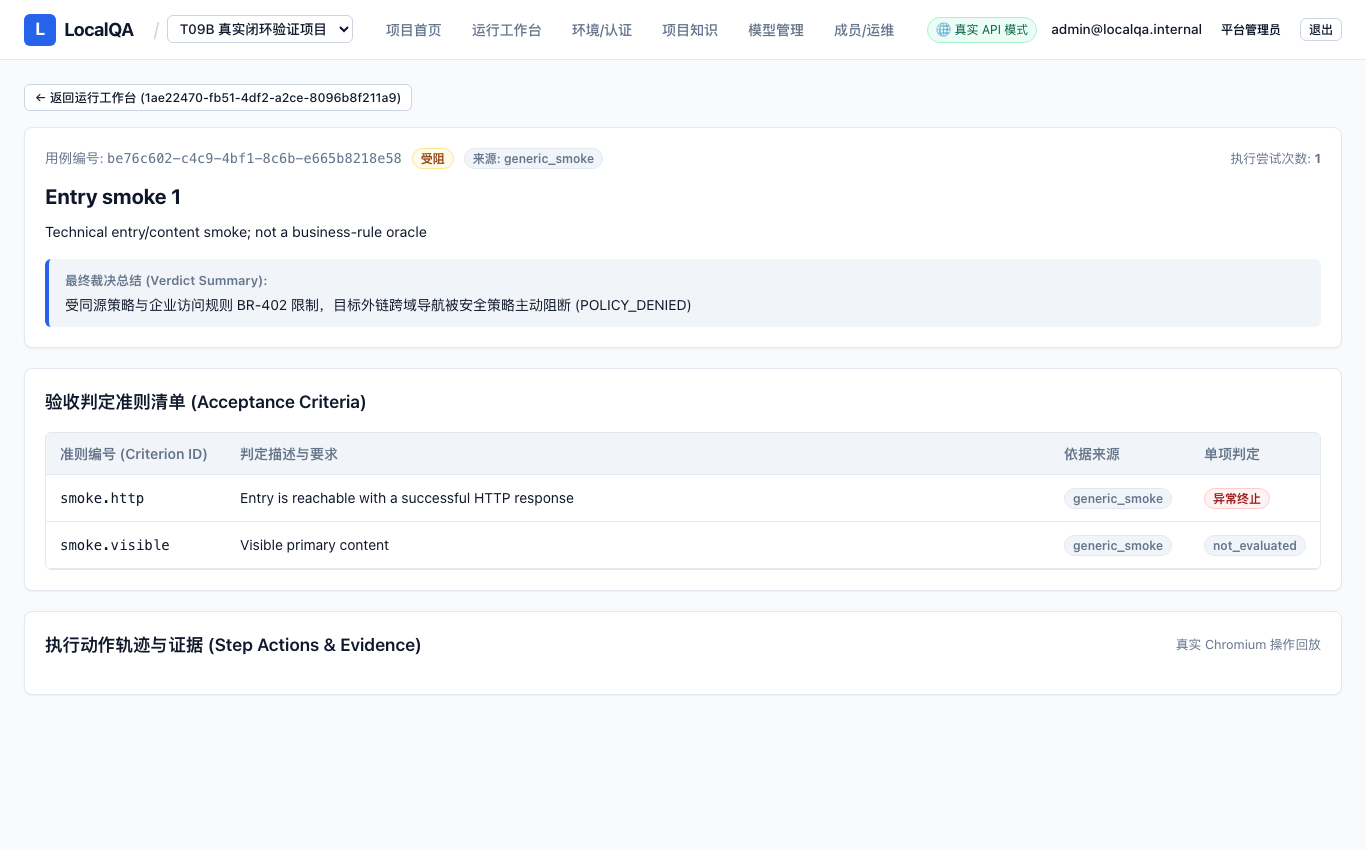 L LocalQA / T09B 真实闭环验证项目 项目首页 运行工作台 环境/认证 项目知识 模型管理 成员/运维 真实 API 模式 admin@localqa.internal 平台管理员 退出
← 返回运行工作台 (1ae22470-fb51-4df2-a2ce-8096b8f211a9)
用例编号: be76c602-c4c9-4bf1-8c6b-e665b8218e58 受阻 来源: generic_smoke 执行尝试次数: 1
Entry smoke 1
Technical entry/content smoke; not a business-rule oracle
最终裁决总结 (Verdict Summary):
受同源策略与企业访问规则 BR-402 限制，目标外链跨域导航被安全策略主动阻断 (POLICY_DENIED)
验收判定准则清单 (Acceptance Criteria)
准则编号 (Criterion ID) 判定描述与要求 依据来源 单项判定
smoke.http Entry is reachable with a successful HTTP response generic_smoke 异常终止
smoke.visible Visible primary content generic_smoke not_evaluated
执行动作轨迹与证据 (Step Actions & Evidence) 真实 Chromium 操作回放